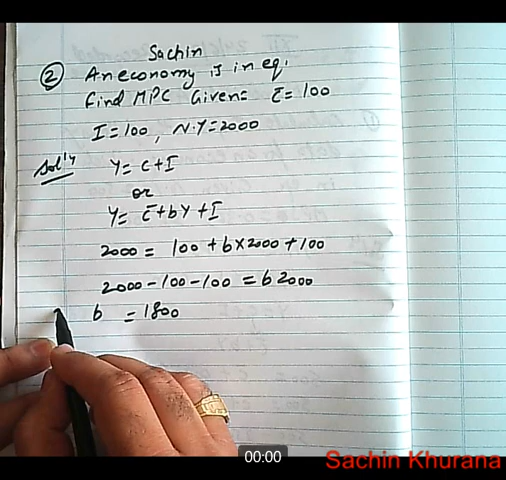 Sachin
② An economy is in eq.
find MPC Given= C̄= 100
I=100, N.Y=2000
Sol'y Y= C+I
or
Y= C̄+bY+I
2000 = 100+b×2000+100
2000-100-100 = b 2000
b = 1800
00:00
Sachin Khurana